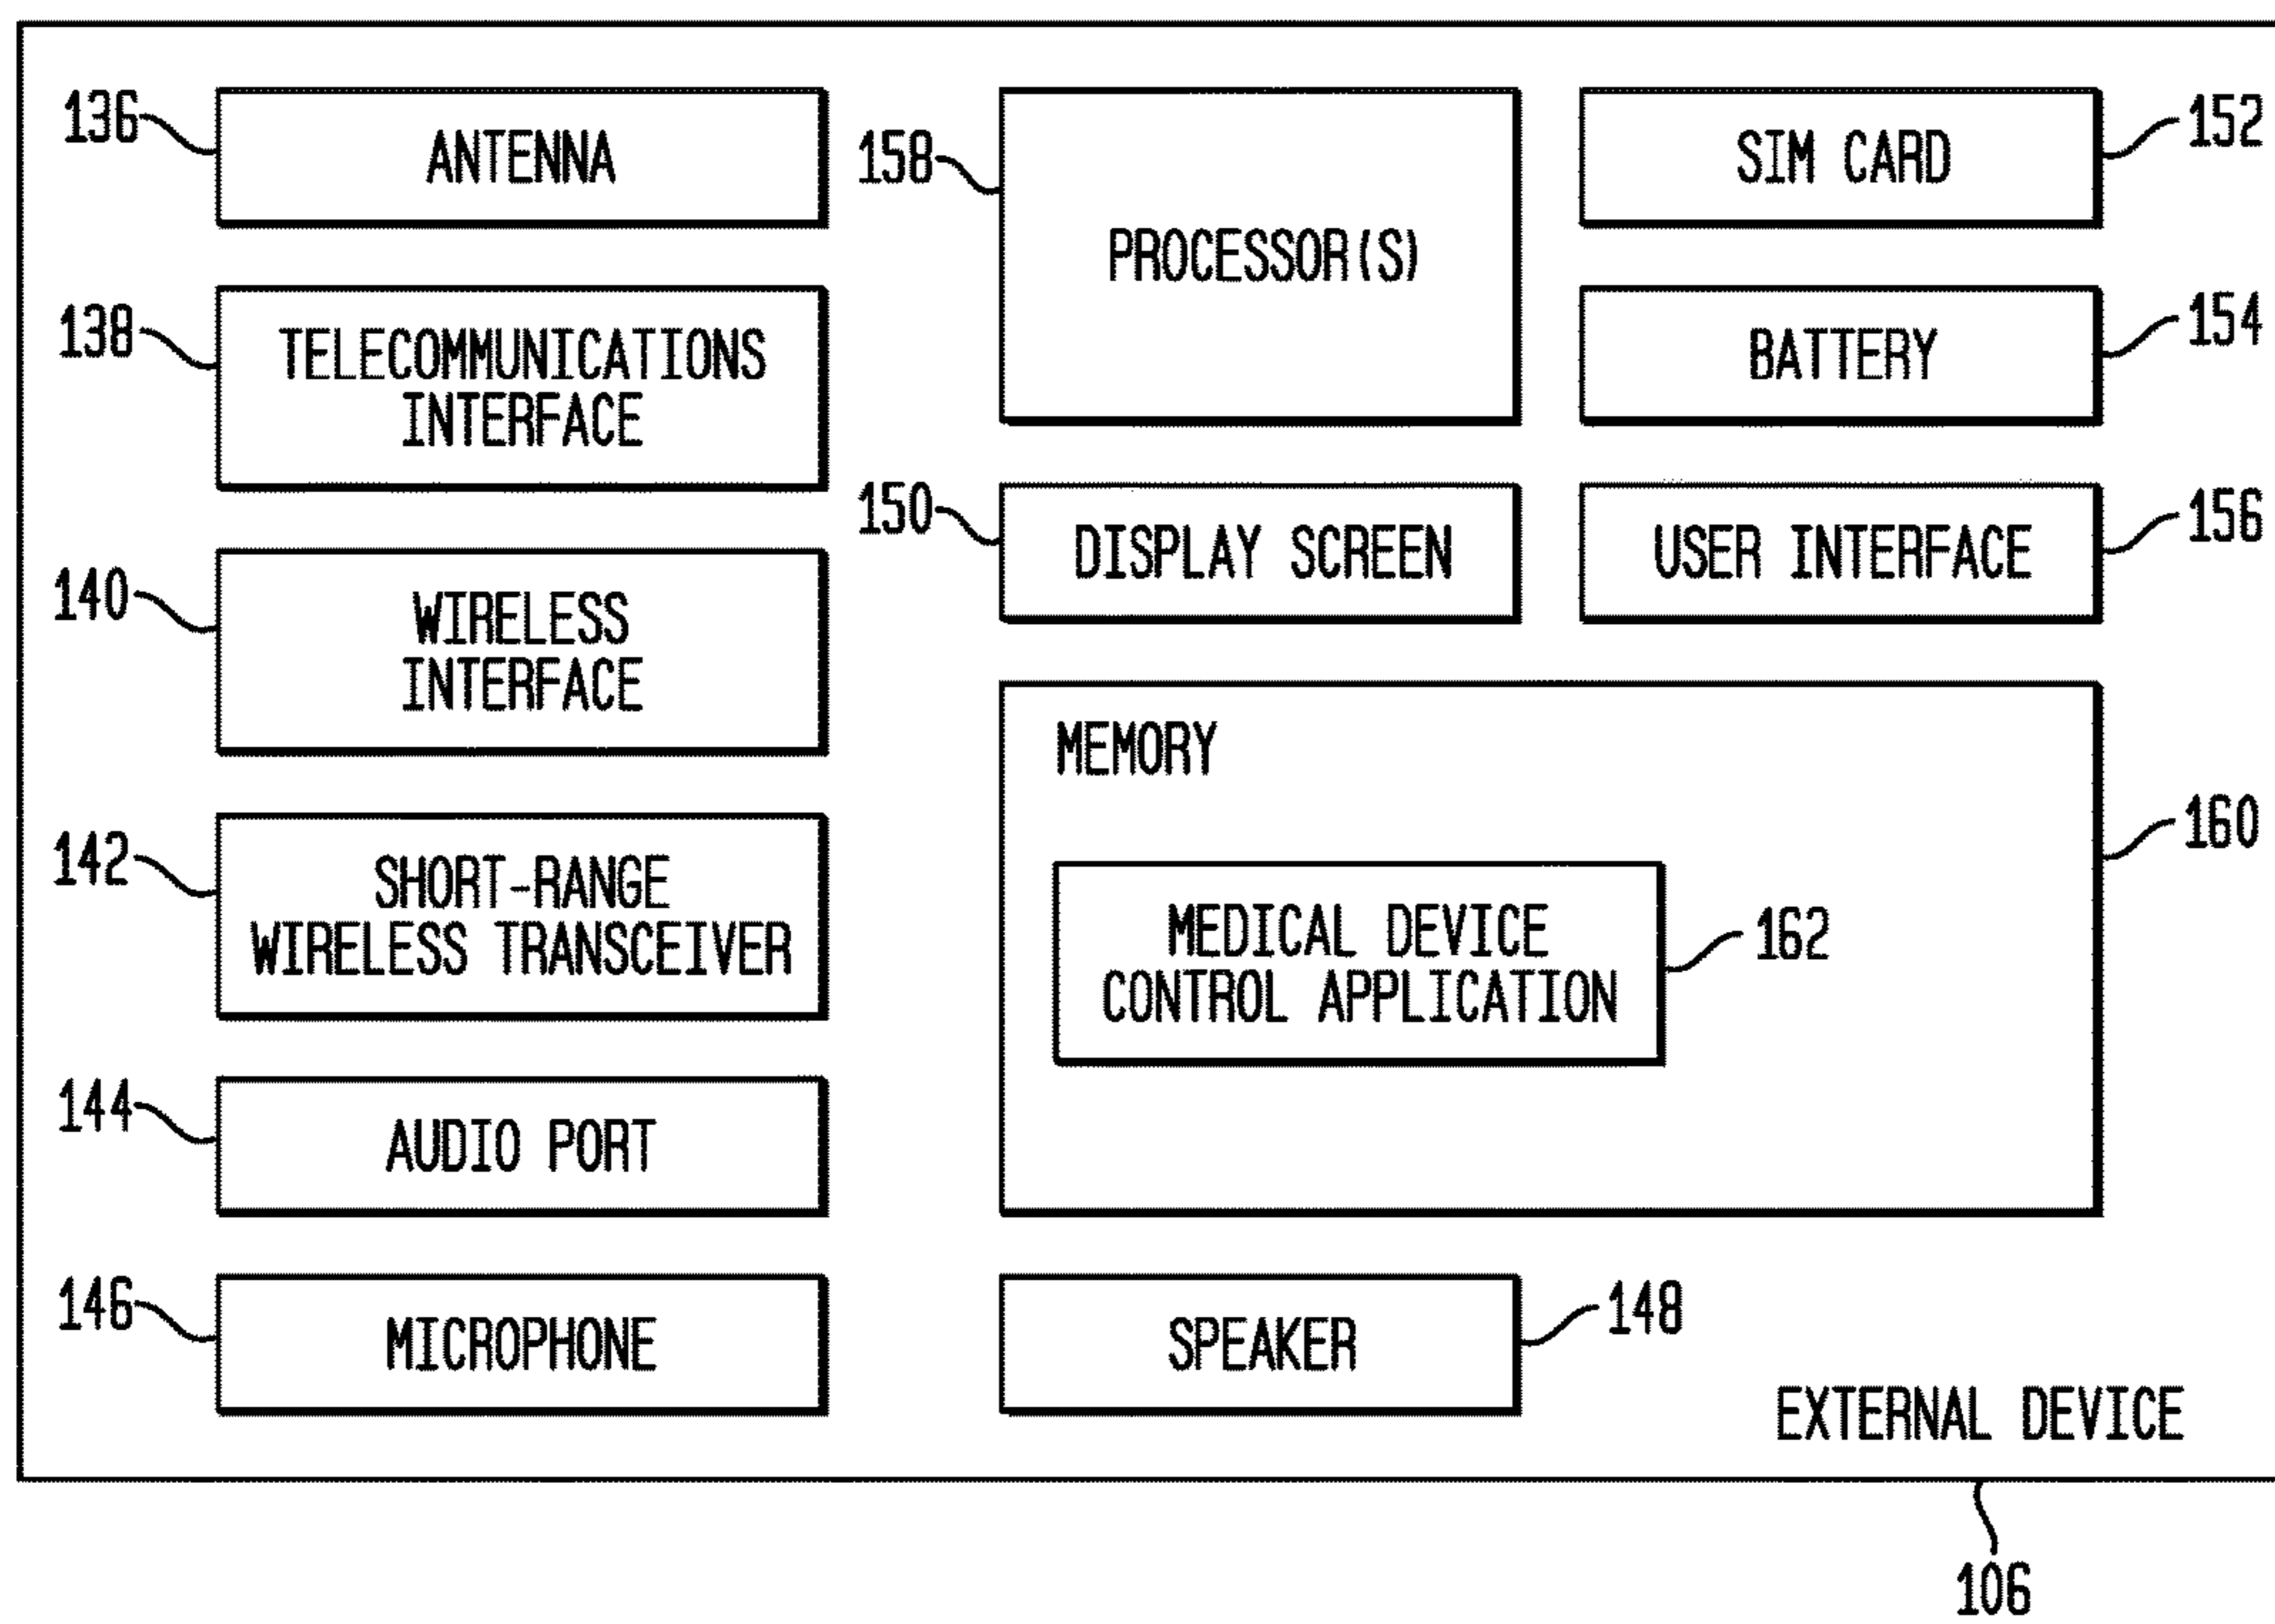 136
ANTENNA
158
PROCESSOR(S)
SIM CARD
152
138
TELECOMMUNICATIONS
INTERFACE
BATTERY
154
150
DISPLAY SCREEN
USER INTERFACE
156
140
WIRELESS
INTERFACE
MEMORY
160
142
SHORT-RANGE
WIRELESS TRANSCEIVER
MEDICAL DEVICE
CONTROL APPLICATION
162
144
AUDIO PORT
146
MICROPHONE
SPEAKER
148
EXTERNAL DEVICE
106